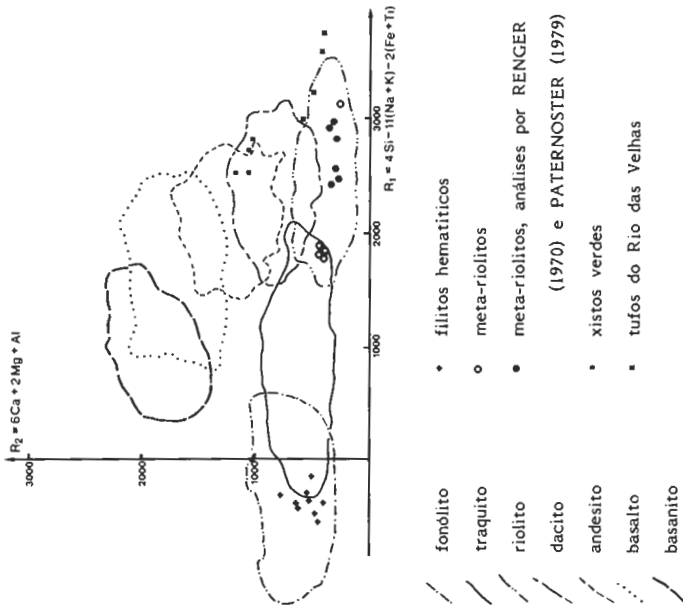 R₂ = 6Ca + 2Mg + Al
3000
2000
1000
1000
2000
3000
R₁ = 4Si – 11(Na + K) – 2(Fe + Ti)
fonólito
traquito
riolito
dacito
andesito
basalto
basanito
filitos hematíticos
meta-riolitos
meta-riolitos, análises por RENGER
(1970) e PATERNOSTER (1979)
xistos verdes
tufos do Rio das Velhas